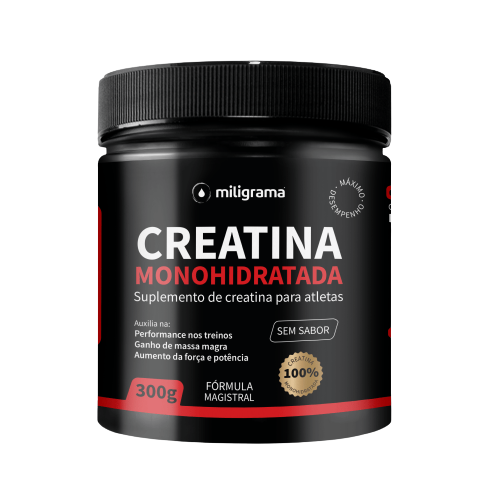 miligrama
MÁXIMO
DESEMPENHO
CREATINA
MONOHIDRATADA
Suplemento de creatina para atletas
Auxilia na:
Performance nos treinos
Ganho de massa magra
Aumento da força e potência
SEM SABOR
CREATINA
100%
MONOHIDRATADA
300g
FÓRMULA
MAGISTRAL